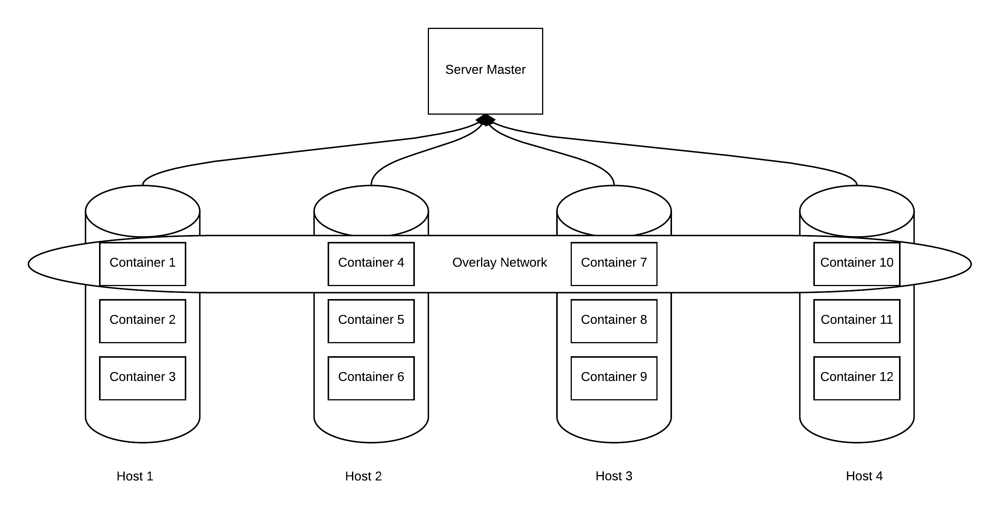 Server Master
Container 1
Container 4
Overlay Network
Container 7
Container 10
Container 2
Container 5
Container 8
Container 11
Container 3
Container 6
Container 9
Container 12
Host 1
Host 2
Host 3
Host 4